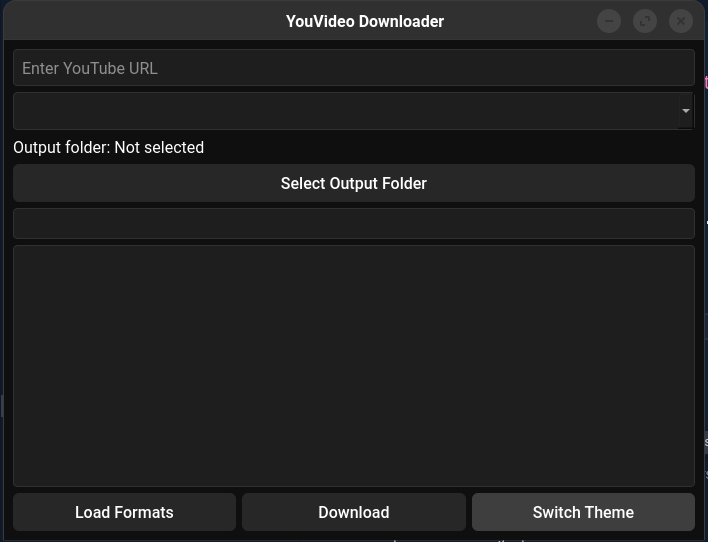 YouVideo Downloader
Enter YouTube URL
Output folder: Not selected
Select Output Folder
Load Formats
Download
Switch Theme